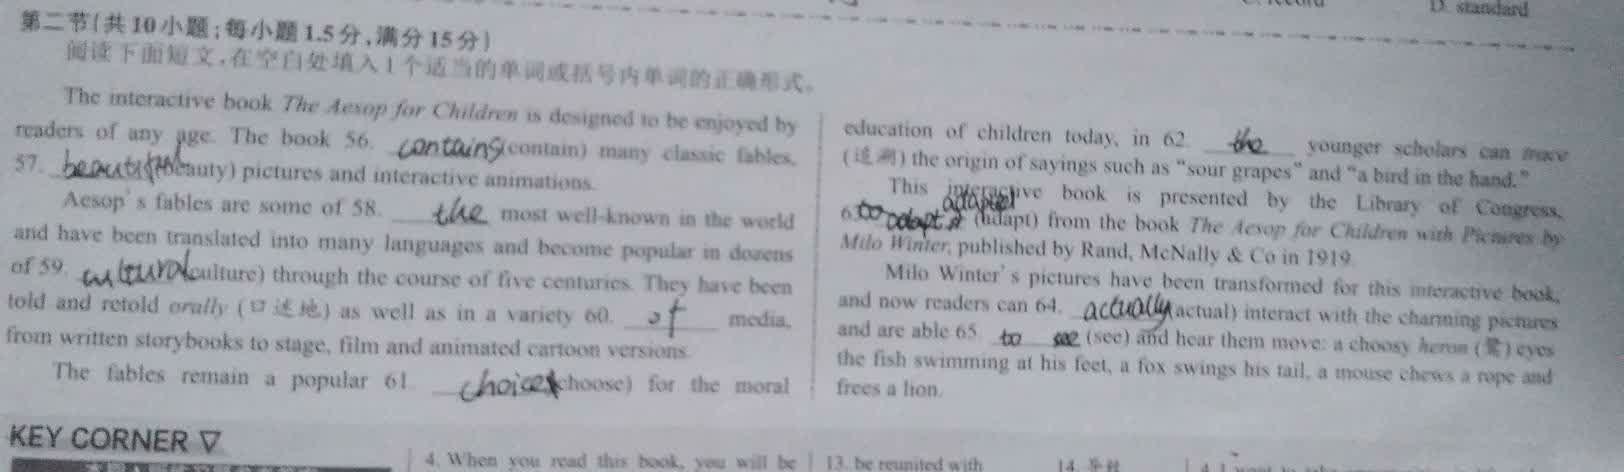 D. standard
第二节(共10小题;每小题1.5分,满分15分)
阅读下面短文,在空白处填入1个适当的单词或括号内单词的正确形式。
The interactive book The Aesop for Children is designed to be enjoyed by
readers of any age. The book 56. contains (contain) many classic fables,
57. beautiful (beauty) pictures and interactive animations.
Aesop's fables are some of 58. the most well-known in the world
and have been translated into many languages and become popular in dozens
of 59. cultural (culture) through the course of five centuries. They have been
told and retold orally (口述地) as well as in a variety 60. of media,
from written storybooks to stage, film and animated cartoon versions.
The fables remain a popular 61. choice (choose) for the moral
education of children today, in 62. the younger scholars can trace
(追溯) the origin of sayings such as "sour grapes" and "a bird in the hand."
This interactive book is presented by the Library of Congress,
adapted
63. to adapt (adapt) from the book The Aesop for Children with Pictures by
Milo Winter, published by Rand, McNally & Co in 1919.
Milo Winter's pictures have been transformed for this interactive book,
and now readers can 64. actually (actual) interact with the charming pictures
and are able 65. to see (see) and hear them move: a choosy heron (鹭) eyes
the fish swimming at his feet, a fox swings his tail, a mouse chews a rope and
frees a lion.
KEY CORNER ▽
4. When you read this book, you will be
13. be reunited with
14.